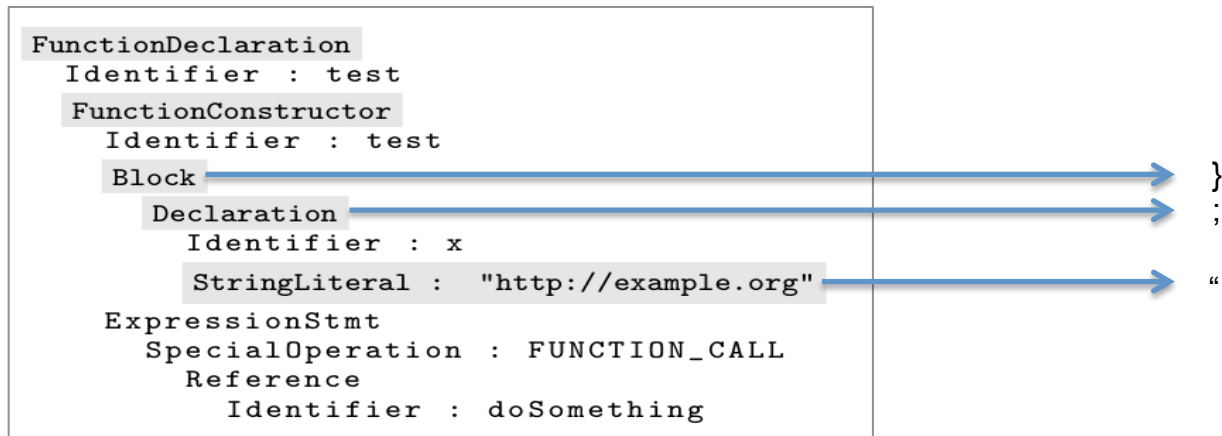 FunctionDeclaration
Identifier : test
FunctionConstructor
Identifier : test
Block }
Declaration ;
Identifier : x
StringLiteral : "http://example.org" “
ExpressionStmt
SpecialOperation : FUNCTION_CALL
Reference
Identifier : doSomething